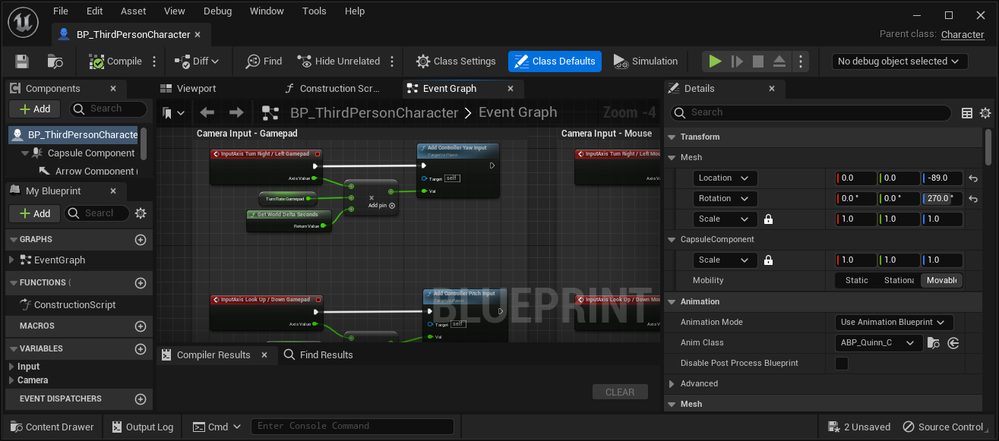 File Edit Asset View Debug Window Tools Help
BP_ThirdPersonCharacter
Parent class: Character
Compile Diff Find Hide Unrelated Class Settings Class Defaults Simulation No debug object selected
Components
Add Search
BP_ThirdPersonCharacte
Capsule Component
Arrow Component (
My Blueprint
Add Search
GRAPHS
EventGraph
FUNCTIONS (
ConstructionScript
MACROS
VARIABLES
Input
Camera
EVENT DISPATCHERS
Viewport Construction Scr... Event Graph
BP_ThirdPersonCharacter > Event Graph Zoom -4
Camera Input - Gamepad
InputAxis Turn Right / Left Gamepad
Axis Value
Turn Rate Gamepad
Get World Delta Seconds
Return Value
Add pin
Add Controller Yaw Input
Target is Pawn
Target self
Val
Camera Input - Mouse
InputAxis Turn Right / Left Mou
Axis V
InputAxis Look Up / Down Gamepad
Axis Value
Add Controller Pitch Input
Target is Pawn
Target self
Val
InputAxis Look Up / Down Mou
Axis V
BLUEPRINT
Compiler Results Find Results
CLEAR
Details
Search
Transform
Mesh
Location 0.0 0.0 -89.0
Rotation 0.0 ° 0.0 ° 270.0 °
Scale 1.0 1.0 1.0
CapsuleComponent
Scale 1.0 1.0 1.0
Mobility Static Stationa Movable
Animation
Animation Mode Use Animation Blueprint
Anim Class ABP_Quinn_C
Disable Post Process Blueprint
Advanced
Mesh
Content Drawer Output Log Cmd Enter Console Command 2 Unsaved Source Control